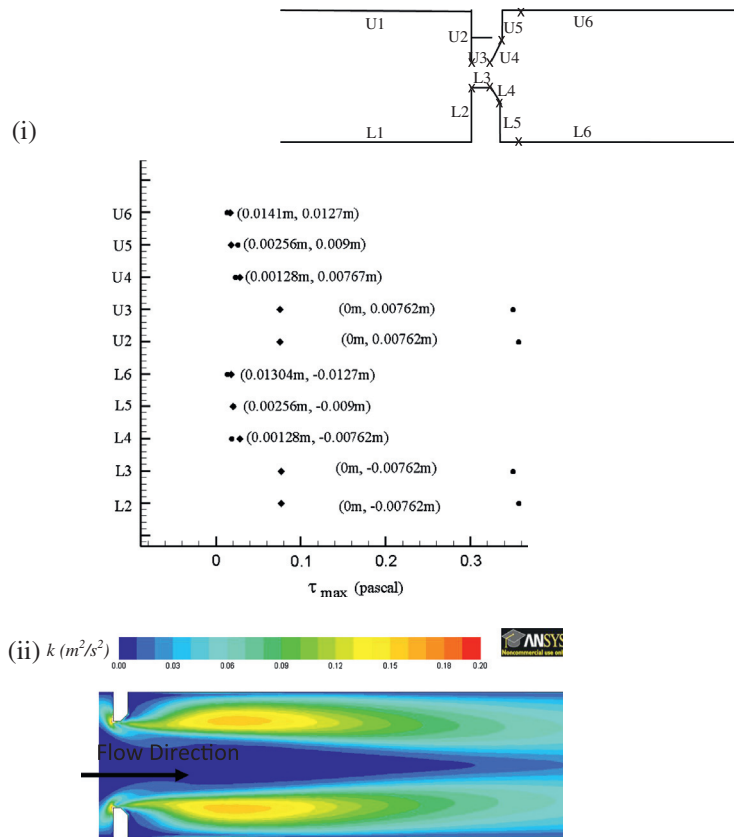 U1
U5
U6
U2
U3
U4
L3
L4
L2
L5
L1
L6
(i)
U6
(0.0141m, 0.0127m)
U5
(0.00256m, 0.009m)
U4
(0.00128m, 0.00767m)
U3
(0m, 0.00762m)
U2
(0m, 0.00762m)
L6
(0.01304m, -0.0127m)
L5
(0.00256m, -0.009m)
L4
(0.00128m, -0.00762m)
L3
(0m, -0.00762m)
L2
(0m, -0.00762m)
0 0.1 0.2 0.3
τmax (pascal)
(ii) k (m²/s²)
0.00 0.03 0.06 0.09 0.12 0.15 0.18 0.20
ANSYS
Noncommercial use only
Flow Direction